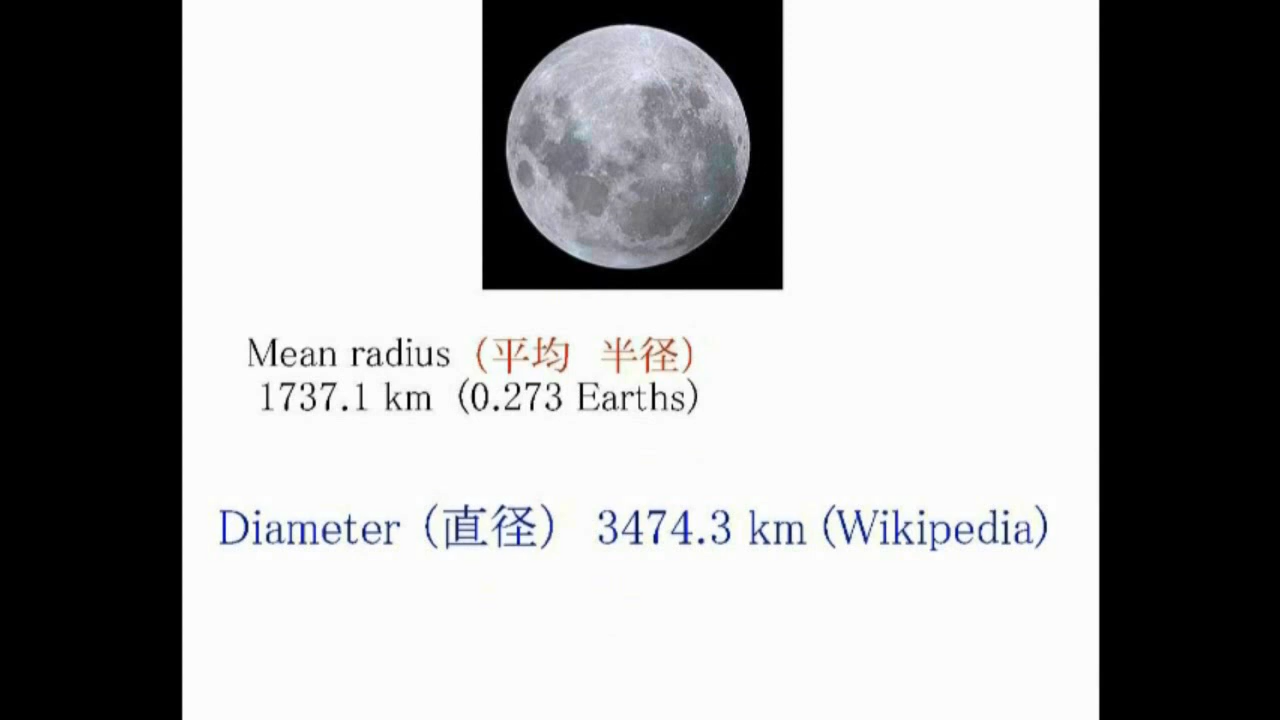 Mean radius (平均 半径)
1737.1 km (0.273 Earths)
Diameter (直径) 3474.3 km (Wikipedia)